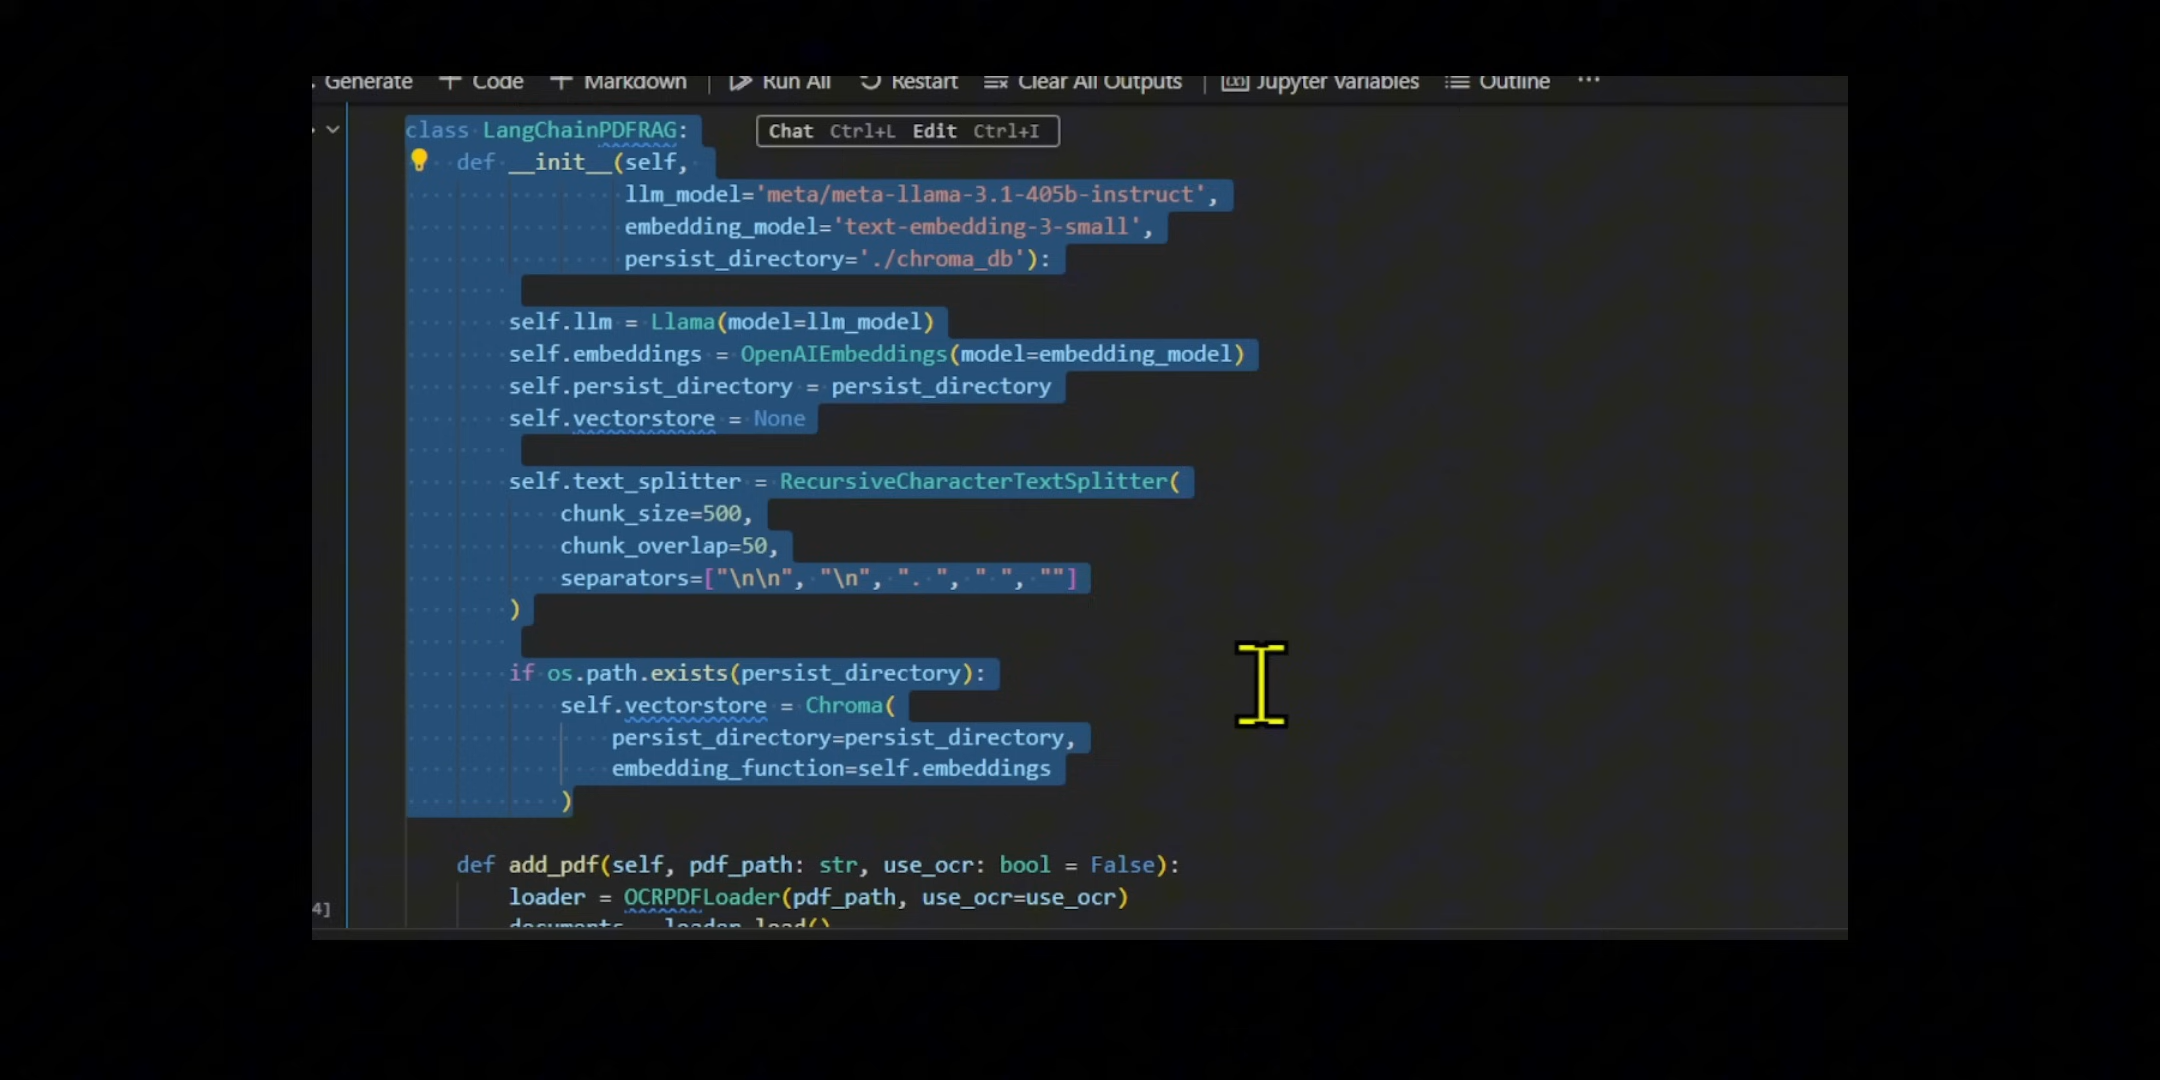 Generate + Code + Markdown | Run All Restart Clear All Outputs | Jupyter Variables Outline ...
class LangChainPDFRAG:
Chat Ctrl+L Edit Ctrl+I
def __init__(self,
llm_model='meta/meta-llama-3.1-405b-instruct',
embedding_model='text-embedding-3-small',
persist_directory='./chroma_db'):
self.llm = Llama(model=llm_model)
self.embeddings = OpenAIEmbeddings(model=embedding_model)
self.persist_directory = persist_directory
self.vectorstore = None
self.text_splitter = RecursiveCharacterTextSplitter(
chunk_size=500,
chunk_overlap=50,
separators=["\n\n", "\n", ". ", " ", ""]
)
if os.path.exists(persist_directory):
self.vectorstore = Chroma(
persist_directory=persist_directory,
embedding_function=self.embeddings
)
def add_pdf(self, pdf_path: str, use_ocr: bool = False):
loader = OCRPDFLoader(pdf_path, use_ocr=use_ocr)
4]
documents = loader.load()